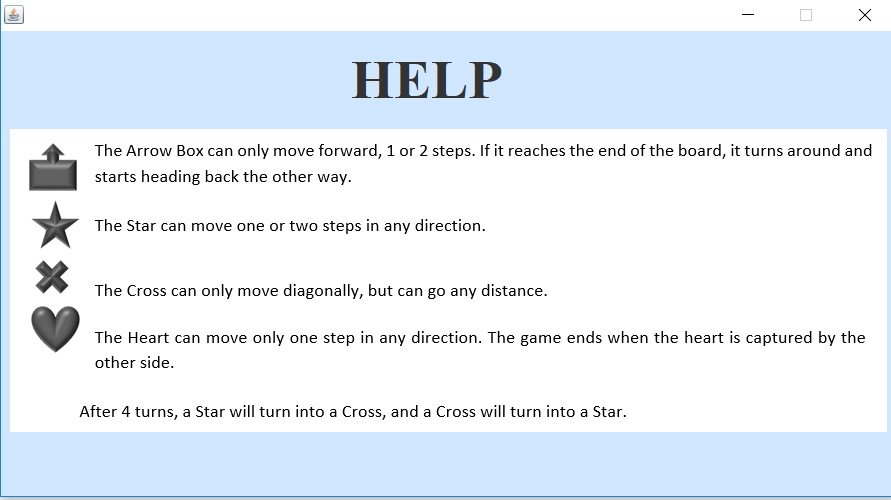 HELP
The Arrow Box can only move forward, 1 or 2 steps. If it reaches the end of the board, it turns around and
starts heading back the other way.
The Star can move one or two steps in any direction.
The Cross can only move diagonally, but can go any distance.
The Heart can move only one step in any direction. The game ends when the heart is captured by the
other side.
After 4 turns, a Star will turn into a Cross, and a Cross will turn into a Star.